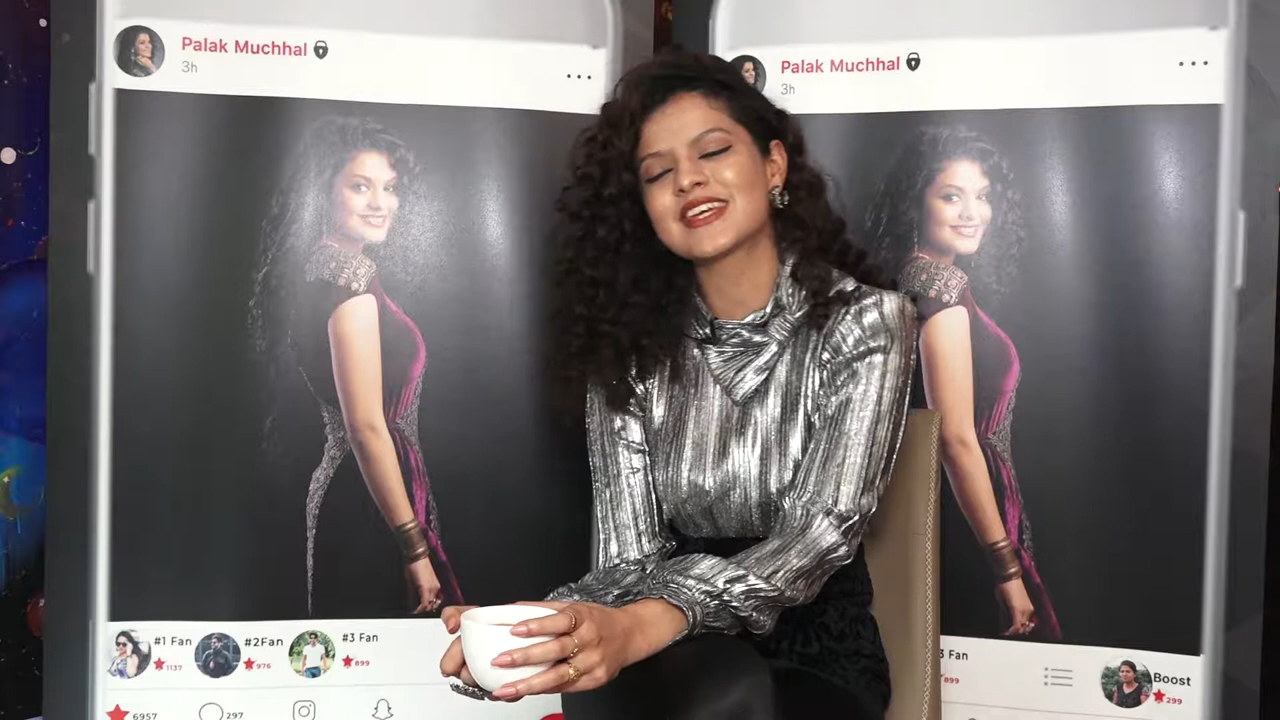 Palak Muchhal
3h
#1 Fan
1137
#2Fan
976
#3 Fan
899
6957
297
Palak Muchhal
3h
3 Fan
899
Boost
299